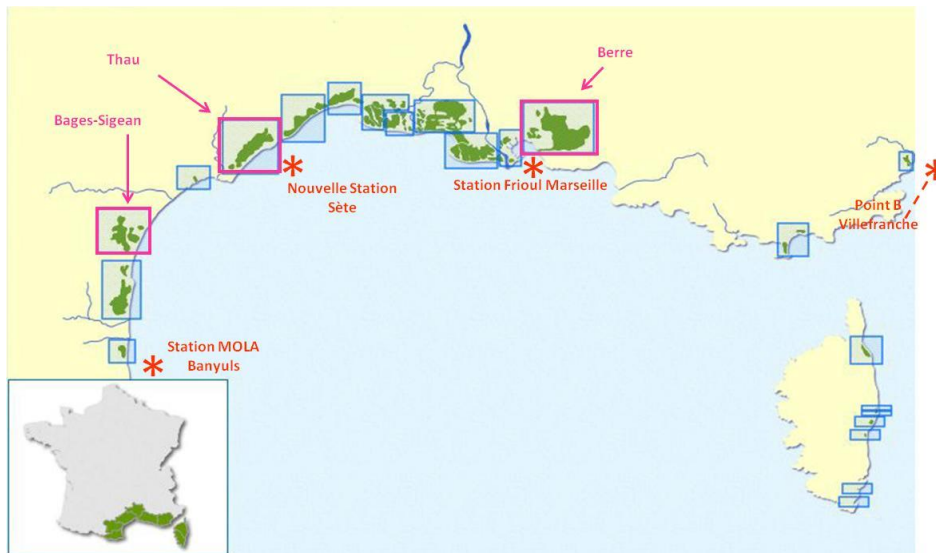 Thau
Berre
Bages-Sigean
Nouvelle Station
Sète
Station Frioul Marseille
Point B
Villefranche
Station MOLA
Banyuls